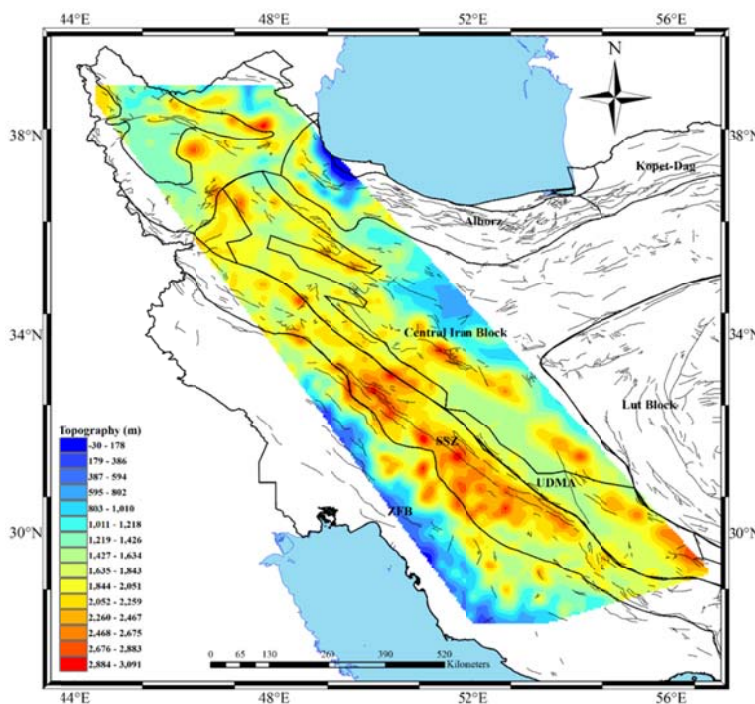 44°E 48°E 52°E 56°E
N
38°N 38°N
Kopet-Dag
Alborz
34°N 34°N
Central Iran Block
Lut Block
Topography (m)
-30 - 178
179 - 386
387 - 594
595 - 802
803 - 1,010
1,011 - 1,218
1,219 - 1,426
1,427 - 1,634
1,635 - 1,843
1,844 - 2,051
2,052 - 2,259
2,260 - 2,467
2,468 - 2,675
2,676 - 2,883
2,884 - 3,091
SSZ
UDMA
ZFB
30°N 30°N
0 65 130 260 390 520
Kilometers
44°E 48°E 52°E 56°E